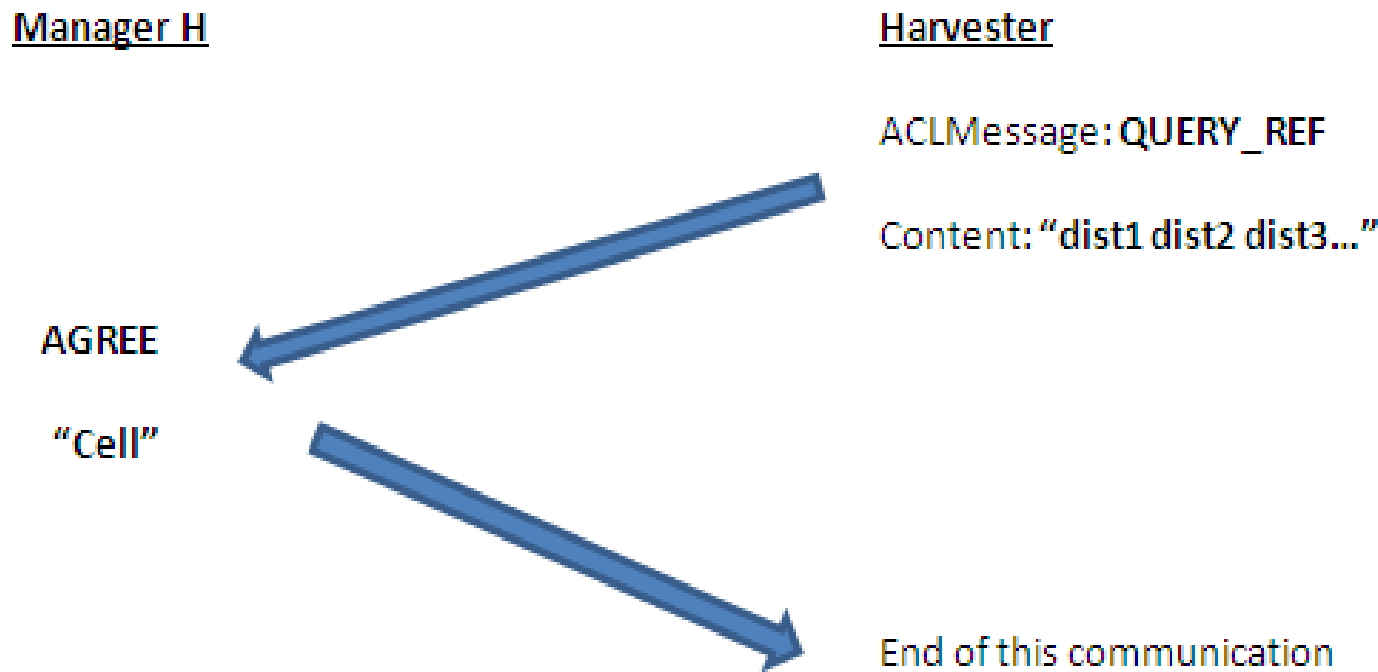 Manager H
Harvester
ACLMessage: QUERY_REF
Content: “dist1 dist2 dist3...”
AGREE
“Cell”
End of this communication